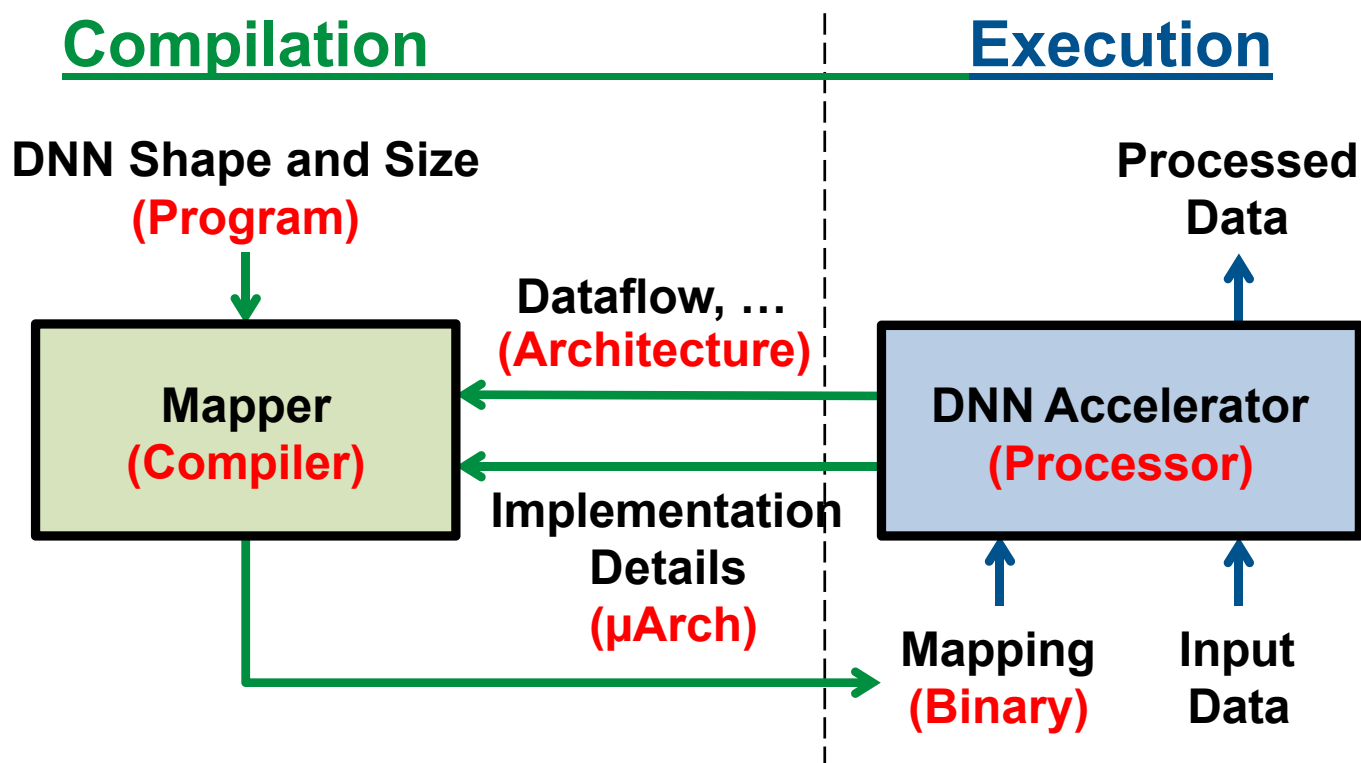 Compilation
Execution
DNN Shape and Size
(Program)
Processed
Data
Dataflow, …
(Architecture)
Mapper
(Compiler)
DNN Accelerator
(Processor)
Implementation
Details
(µArch)
Mapping
(Binary)
Input
Data